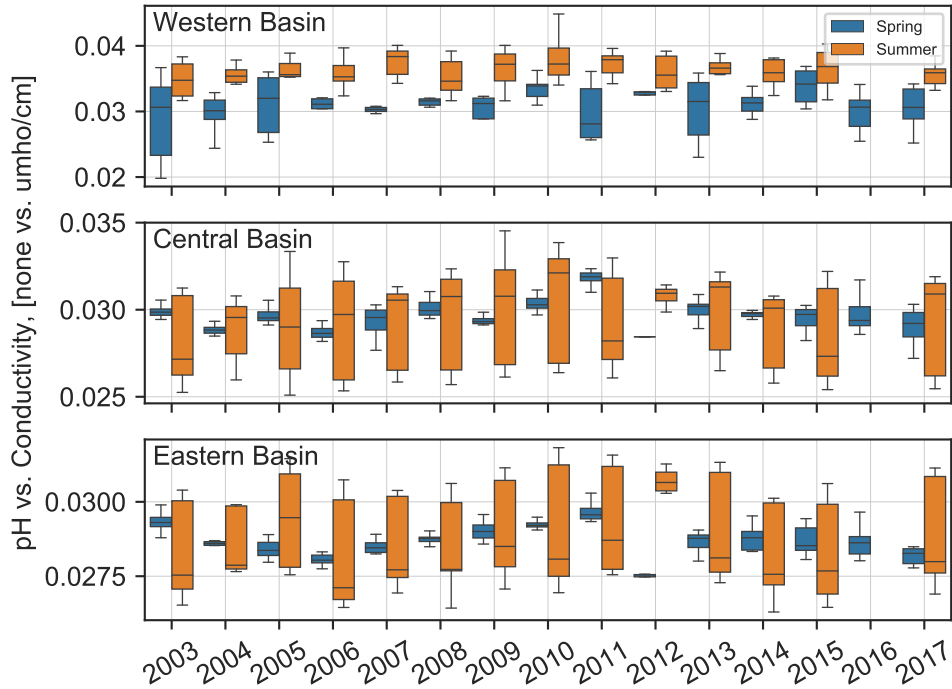 pH vs. Conductivity, [none vs. umho/cm]
Western Basin
Spring
Summer
0.04
0.03
0.02
Central Basin
0.035
0.030
0.025
Eastern Basin
0.0300
0.0275
2003 2004 2005 2006 2007 2008 2009 2010 2011 2012 2013 2014 2015 2016 2017